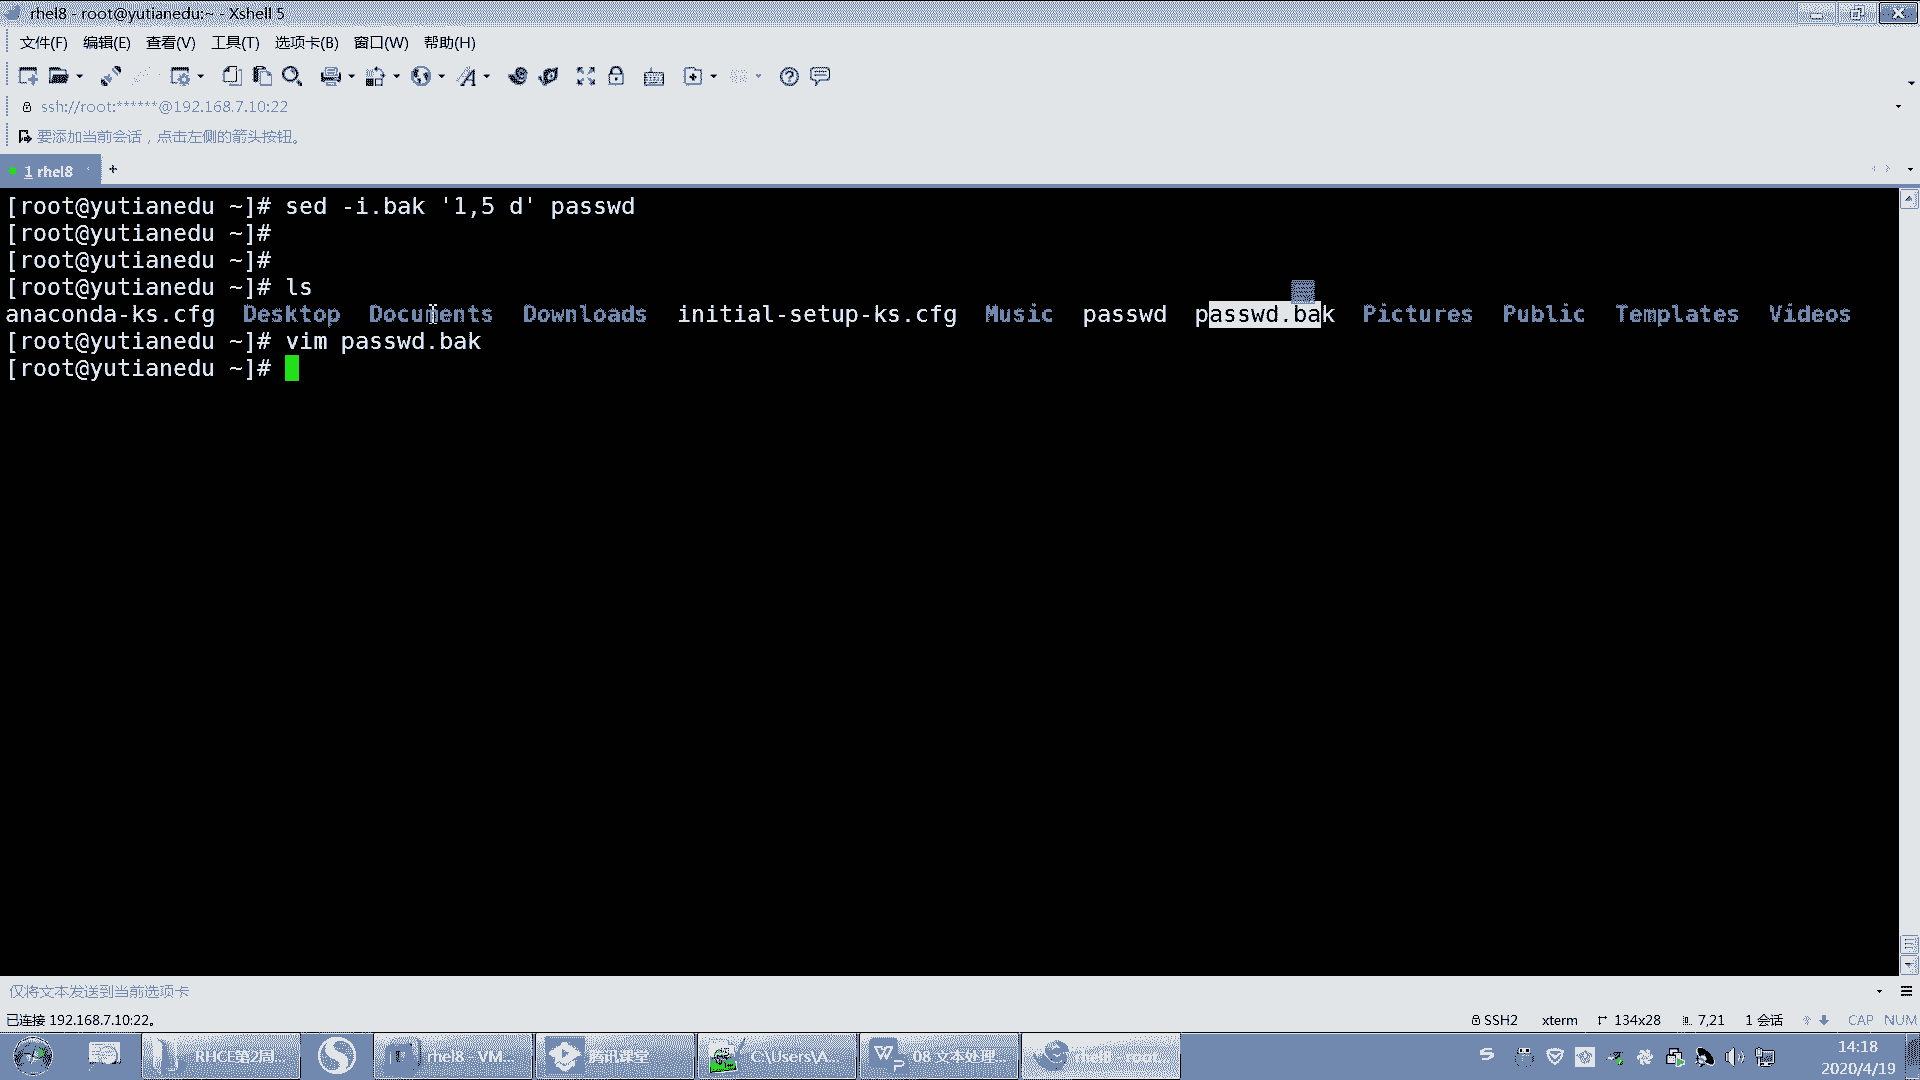 rhel8 - root@yutianedu:~ - Xshell 5
文件(F) 编辑(E) 查看(V) 工具(T) 选项卡(B) 窗口(W) 帮助(H)
ssh://root:******@192.168.7.10:22
要添加当前会话，点击左侧的箭头按钮。
1 rhel8
[root@yutianedu ~]# sed -i.bak '1,5 d' passwd
[root@yutianedu ~]#
[root@yutianedu ~]#
[root@yutianedu ~]# ls
anaconda-ks.cfg Desktop Documents Downloads initial-setup-ks.cfg Music passwd passwd.bak Pictures Public Templates Videos
[root@yutianedu ~]# vim passwd.bak
[root@yutianedu ~]#
仅将文本发送到当前选项卡
已连接 192.168.7.10:22。 SSH2 xterm 134x28 7,21 1 会话 CAP NUM
RHCE第2周... rhel8 - VM... 腾讯课堂 C:\Users\A... 08 文本处理... rhel8 - root...
14:18
2020/4/19